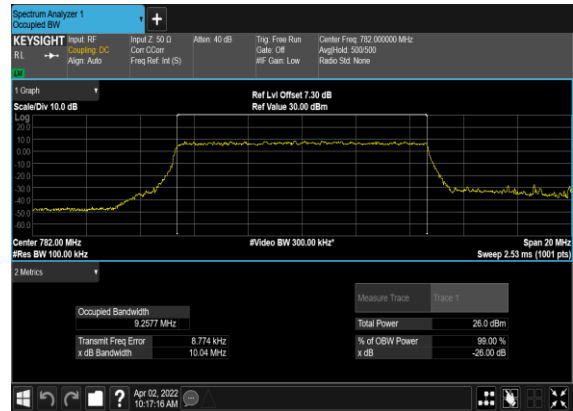 Spectrum Analyzer 1
Occupied BW
+
KEYSIGHT Input: RF Input Z: 50 Ω Atten: 40 dB Trig: Free Run Center Freq: 782.000000 MHz
RL Coupling: DC Corr CCorr Gate: Off Avg|Hold: 500/500
Align: Auto Freq Ref: Int (S) #IF Gain: Low Radio Std: None
1 Graph
Ref Lvl Offset 7.30 dB
Scale/Div 10.0 dB Ref Value 30.00 dBm
Log
20.0
10.0
0.00
-10.0
-20.0
-30.0
-40.0
-50.0
-60.0
Center 782.00 MHz #Video BW 300.00 kHz* Span 20 MHz
#Res BW 100.00 kHz Sweep 2.53 ms (1001 pts)
2 Metrics
Measure Trace Trace 1
Occupied Bandwidth
9.2577 MHz
Total Power 26.0 dBm
Transmit Freq Error 8.774 kHz % of OBW Power 99.00 %
x dB Bandwidth 10.04 MHz x dB -26.00 dB
? Apr 02, 2022
10:17:16 AM